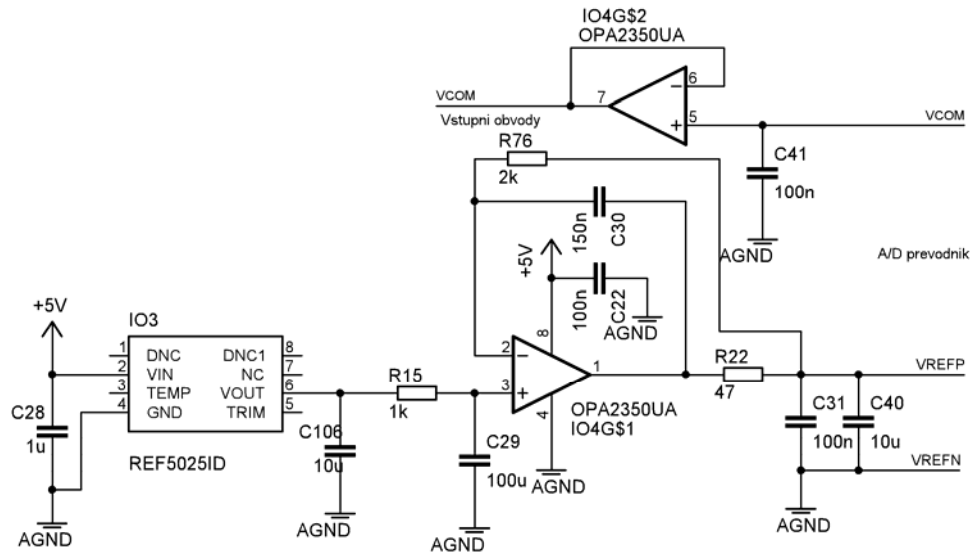 IO4G$2
OPA2350UA
VCOM
7
6
5
VCOM
Vstupni obvody
R76
2k
C41
100n
AGND
A/D prevodnik
150n
C30
+5V
100n
C22
AGND
+5V
IO3
1
DNC
DNC1
8
2
VIN
NC
7
3
TEMP
VOUT
6
4
GND
TRIM
5
REF5025ID
C28
1u
AGND
R15
1k
C106
10u
AGND
C29
100u
AGND
2
3
8
1
4
OPA2350UA
IO4G$1
AGND
R22
47
VREFP
C31
100n
C40
10u
VREFN
AGND